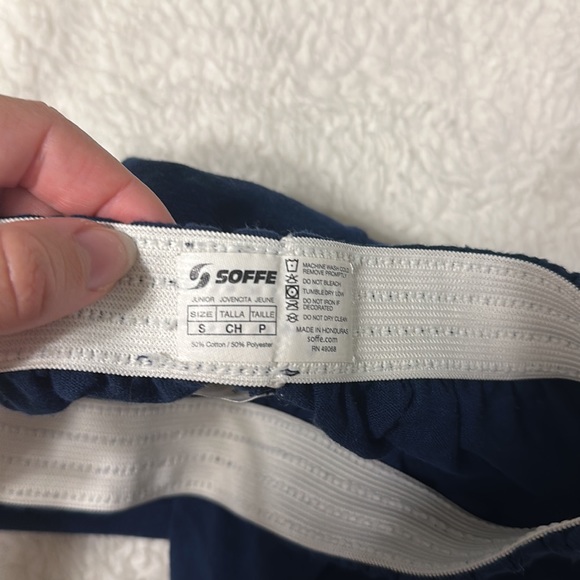 SOFFE
JUNIOR JOVENCITA JEUNE
SIZE TALLA TAILLE
S CH P
50% Cotton / 50% Polyester
MACHINE WASH COLD
REMOVE PROMPTLY
DO NOT BLEACH
TUMBLE DRY LOW
DO NOT IRON IF
DECORATED
DO NOT DRY CLEAN
MADE IN HONDURAS
soffe.com
RN 49068